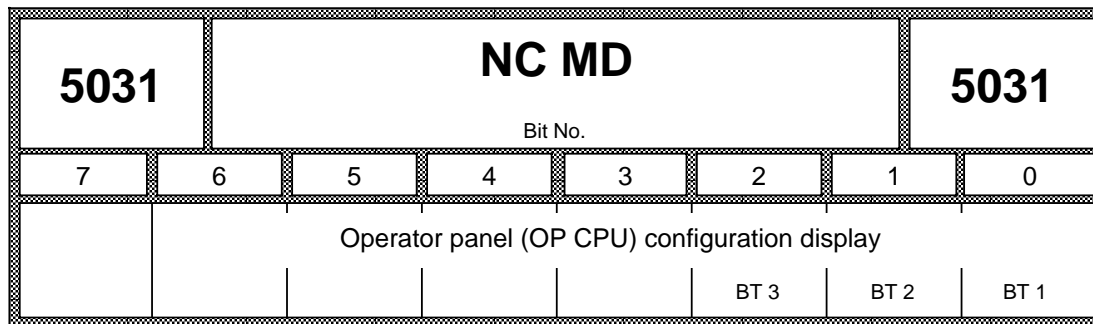 5031 NC MD 5031
Bit No.
7 6 5 4 3 2 1 0
Operator panel (OP CPU) configuration display
BT 3 BT 2 BT 1